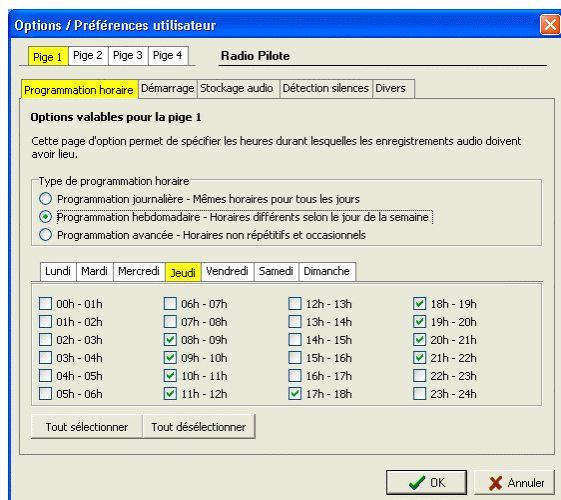 Options / Préférences utilisateur
Pige 1 Pige 2 Pige 3 Pige 4 Radio Pilote
Programmation horaire Démarrage Stockage audio Détection silences Divers
Options valables pour la pige 1
Cette page d'option permet de spécifier les heures durant lesquelles les enregistrements audio doivent
avoir lieu.
Type de programmation horaire
Programmation journalière - Mêmes horaires pour tous les jours
Programmation hebdomadaire - Horaires différents selon le jour de la semaine
Programmation avancée - Horaires non répétitifs et occasionnels
Lundi Mardi Mercredi Jeudi Vendredi Samedi Dimanche
00h - 01h 06h - 07h 12h - 13h 18h - 19h
01h - 02h 07h - 08h 13h - 14h 19h - 20h
02h - 03h 08h - 09h 14h - 15h 20h - 21h
03h - 04h 09h - 10h 15h - 16h 21h - 22h
04h - 05h 10h - 11h 16h - 17h 22h - 23h
05h - 06h 11h - 12h 17h - 18h 23h - 24h
Tout sélectionner Tout désélectionner
OK Annuler